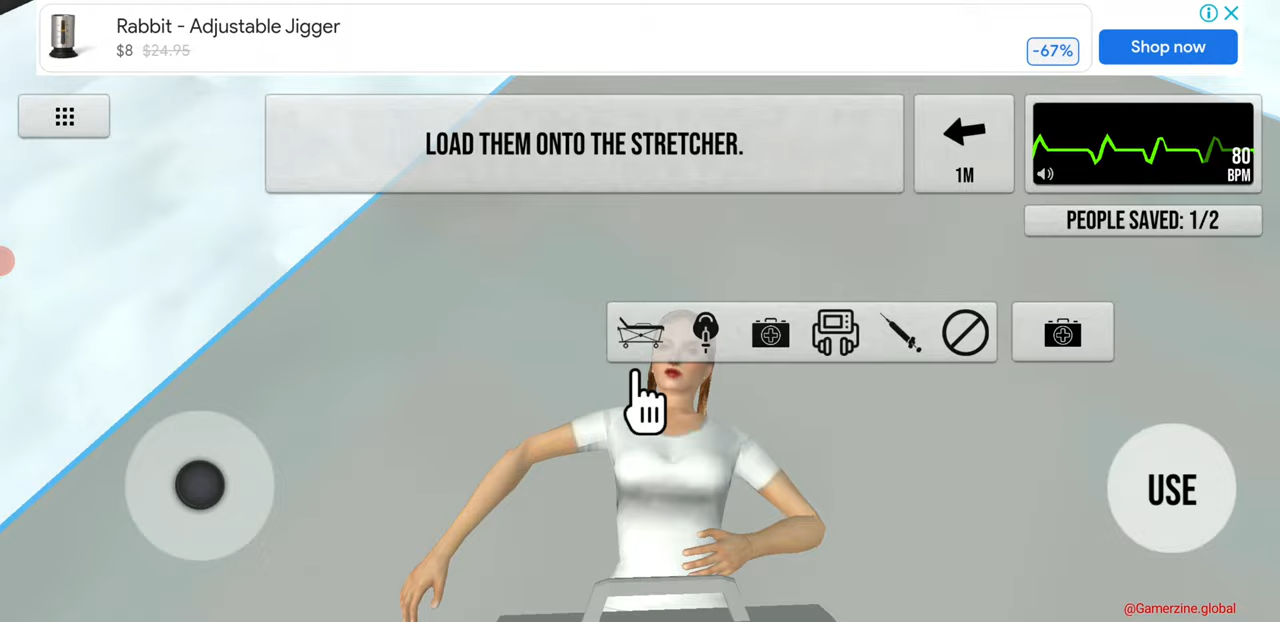 Rabbit - Adjustable Jigger
$8 $24.95
-67%
Shop now
LOAD THEM ONTO THE STRETCHER.
1M
80
BPM
PEOPLE SAVED: 1/2
USE
@Gamerzine.global